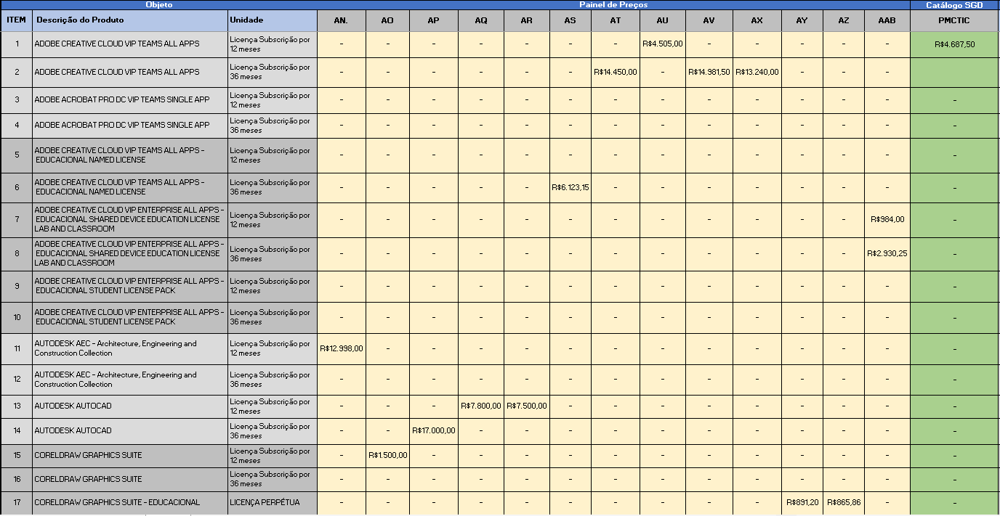 Objeto Painel de Preços Catálogo SGD
ITEM Descrição do Produto Unidade AN. AO AP AQ AR AS AT AU AV AX AY AZ AAB PMCTIC
1 ADOBE CREATIVE CLOUD VIP TEAMS ALL APPS Licença Subscrição por
12 meses - - - - - - - R$4.505,00 - - - - - R$4.687,50
2 ADOBE CREATIVE CLOUD VIP TEAMS ALL APPS Licença Subscrição por
36 meses - - - - - - R$14.450,00 - R$14.981,50 R$13.240,00 - - -
3 ADOBE ACROBAT PRO DC VIP TEAMS SINGLE APP Licença Subscrição por
12 meses - - - - - - - - - - - - - -
4 ADOBE ACROBAT PRO DC VIP TEAMS SINGLE APP Licença Subscrição por
36 meses - - - - - - - - - - - - - -
5 ADOBE CREATIVE CLOUD VIP TEAMS ALL APPS - Licença Subscrição por
EDUCACIONAL NAMED LICENSE 12 meses - - - - - - - - - - - - - -
6 ADOBE CREATIVE CLOUD VIP TEAMS ALL APPS - Licença Subscrição por
EDUCACIONAL NAMED LICENSE 36 meses - - - - - R$6.123,15 - - - - - - - -
7 ADOBE CREATIVE CLOUD VIP ENTERPRISE ALL APPS - Licença Subscrição por
EDUCACIONAL SHARED DEVICE EDUCATION LICENSE 12 meses - - - - - - - - - - - - R$984,00 -
LAB AND CLASSROOM
8 ADOBE CREATIVE CLOUD VIP ENTERPRISE ALL APPS - Licença Subscrição por
EDUCACIONAL SHARED DEVICE EDUCATION LICENSE 36 meses - - - - - - - - - - - - R$2.930,25 -
LAB AND CLASSROOM
9 ADOBE CREATIVE CLOUD VIP ENTERPRISE ALL APPS - Licença Subscrição por
EDUCACIONAL STUDENT LICENSE PACK 12 meses - - - - - - - - - - - - - -
10 ADOBE CREATIVE CLOUD VIP ENTERPRISE ALL APPS - Licença Subscrição por
EDUCACIONAL STUDENT LICENSE PACK 36 meses - - - - - - - - - - - - - -
11 AUTODESK AEC - Architecture, Engineering and Licença Subscrição por
Construction Collection 12 meses R$12.998,00 - - - - - - - - - - - - -
12 AUTODESK AEC - Architecture, Engineering and Licença Subscrição por
Construction Collection 36 meses - - - - - - - - - - - - - -
13 AUTODESK AUTOCAD Licença Subscrição por
12 meses - - - R$7.800,00 R$7.500,00 - - - - - - - - -
14 AUTODESK AUTOCAD Licença Subscrição por
36 meses - - R$17.000,00 - - - - - - - - - - -
15 CORELDRAW GRAPHICS SUITE Licença Subscrição por
12 meses - R$1.500,00 - - - - - - - - - - - -
16 CORELDRAW GRAPHICS SUITE Licença Subscrição por
36 meses - - - - - - - - - - - - - -
17 CORELDRAW GRAPHICS SUITE - EDUCACIONAL LICENÇA PERPÉTUA - - - - - - - - - - R$891,20 R$865,86 - -